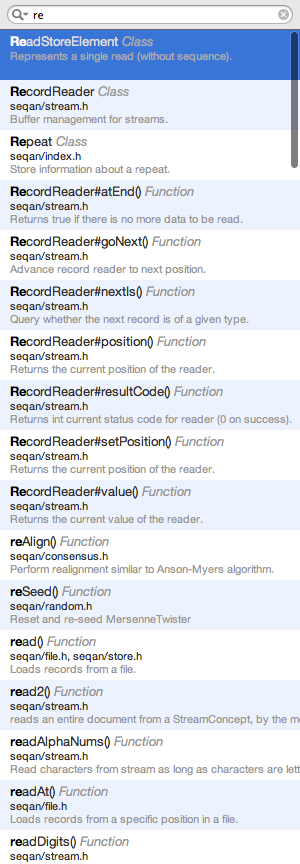 re
ReadStoreElement Class
Represents a single read (without sequence).
RecordReader Class
seqan/stream.h
Buffer management for streams.
Repeat Class
seqan/index.h
Store information about a repeat.
RecordReader#atEnd() Function
seqan/stream.h
Returns true if there is no more data to be read.
RecordReader#goNext() Function
seqan/stream.h
Advance record reader to next position.
RecordReader#nextIs() Function
seqan/stream.h
Query whether the next record is of a given type.
RecordReader#position() Function
seqan/stream.h
Returns the current position of the reader.
RecordReader#resultCode() Function
seqan/stream.h
Returns int current status code for reader (0 on success).
RecordReader#setPosition() Function
seqan/stream.h
Returns the current position of the reader.
RecordReader#value() Function
seqan/stream.h
Returns the current value of the reader.
reAlign() Function
seqan/consensus.h
Perform realignment similar to Anson-Myers algorithm.
reSeed() Function
seqan/random.h
Reset and re-seed MersenneTwister
read() Function
seqan/file.h, seqan/store.h
Loads records from a file.
read2() Function
seqan/stream.h
reads an entire document from a StreamConcept, by the m
readAlphaNums() Function
seqan/stream.h
Read characters from stream as long as characters are lett
readAt() Function
seqan/file.h
Loads records from a specific position in a file.
readDigits() Function
seqan/stream.h